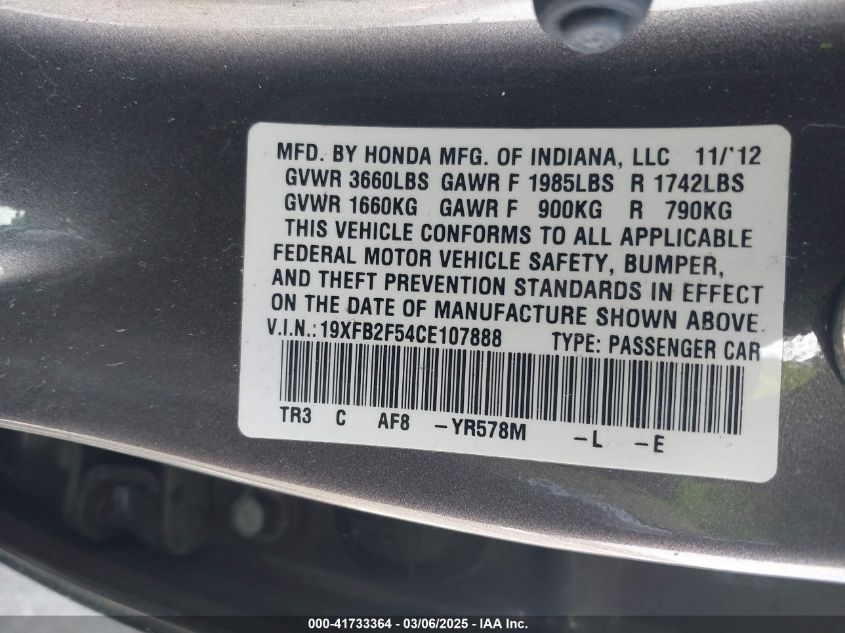 MFD. BY HONDA MFG. OF INDIANA, LLC 11/'12
GVWR 3660LBS GAWR F 1985LBS R 1742LBS
GVWR 1660KG GAWR F 900KG R 790KG
THIS VEHICLE CONFORMS TO ALL APPLICABLE
FEDERAL MOTOR VEHICLE SAFETY, BUMPER,
AND THEFT PREVENTION STANDARDS IN EFFECT
ON THE DATE OF MANUFACTURE SHOWN ABOVE.
V.I.N.:19XFB2F54CE107888 TYPE: PASSENGER CAR
TR3 C AF8 -YR578M -L -E
000-41733364 / 03/06/2025 - IAA Inc.